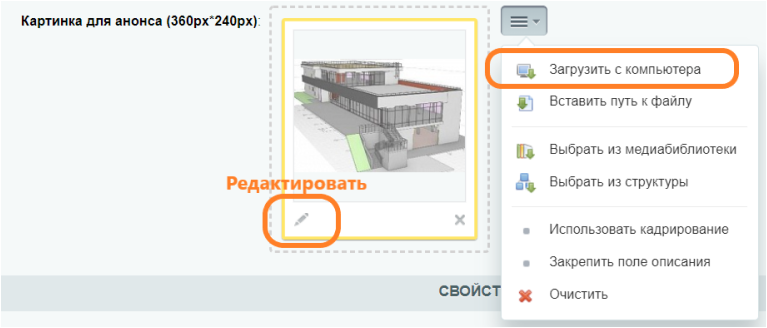 Картинка для анонса (360px*240px):
Загрузить с компьютера
Вставить путь к файлу
Выбрать из медиабиблиотеки
Выбрать из структуры
Использовать кадрирование
Закрепить поле описания
Очистить
Редактировать
СВОЙСТ